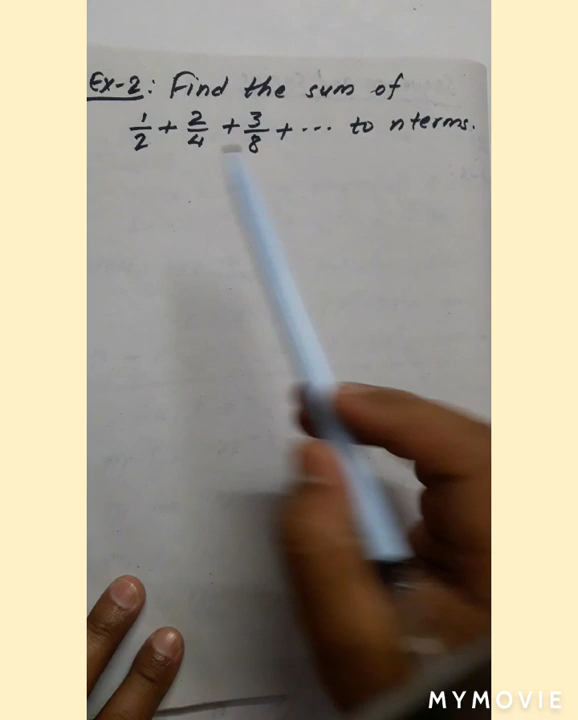 Ex-2: Find the sum of
1/2 + 2/4 + 3/8 + ... to n terms.
MYMOVIE